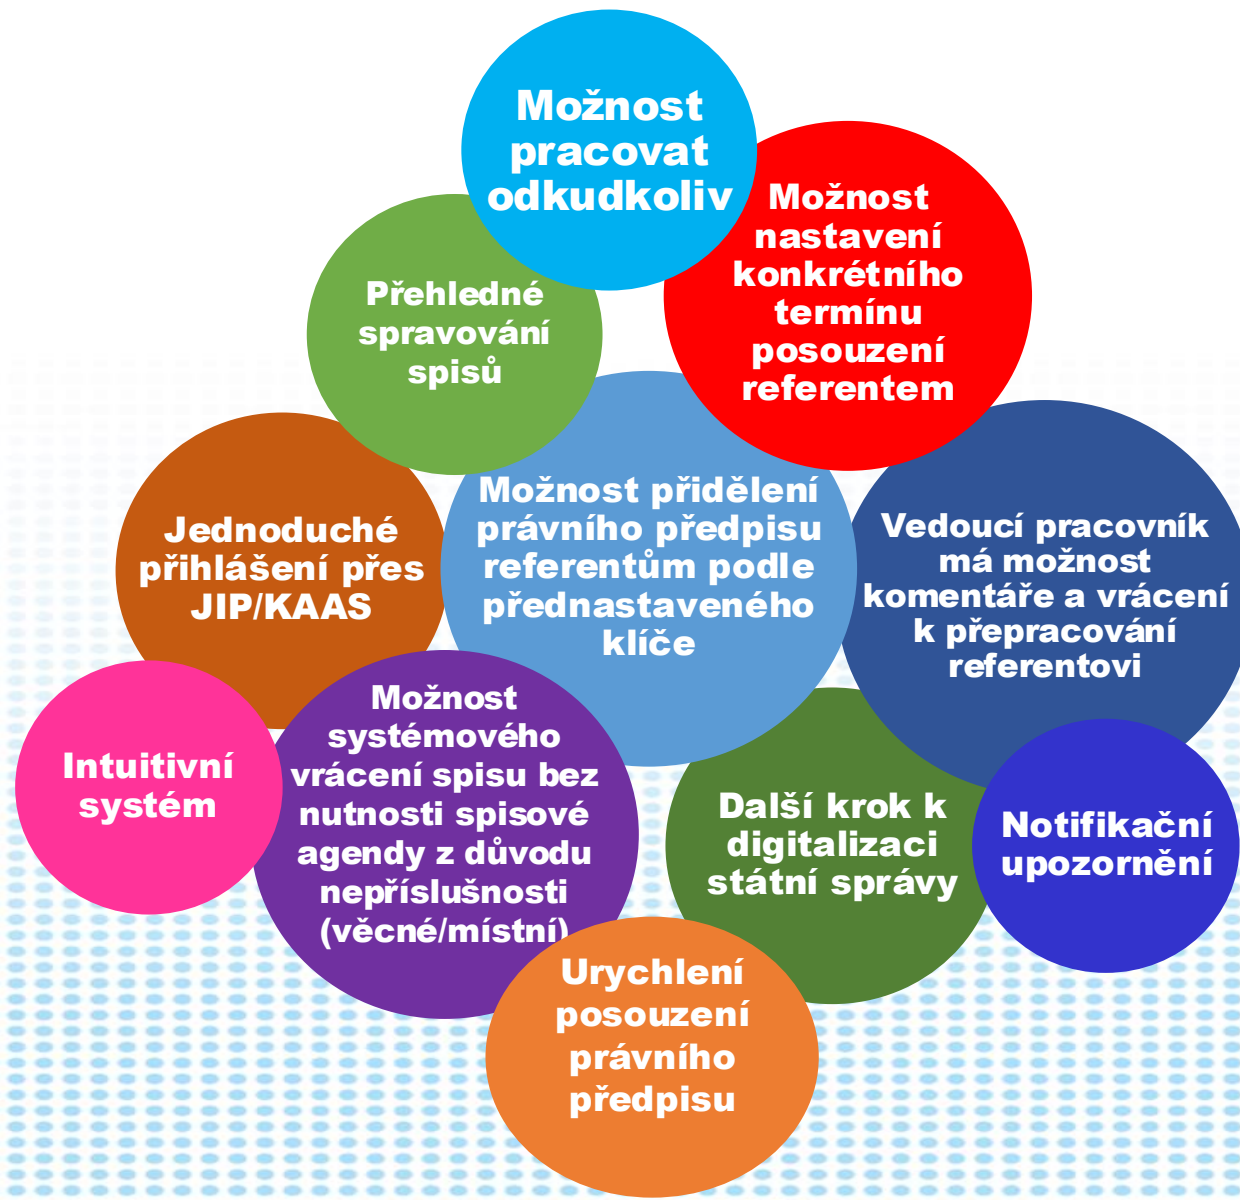 Možnost
pracovat
odkudkoliv
Možnost
nastavení
konkrétního
termínu
posouzení
referentem
Přehledné
spravování
spisů
Možnost přidělení
právního předpisu
referentům podle
přednastaveného
klíče
Jednoduché
přihlášení přes
JIP/KAAS
Vedoucí pracovník
má možnost
komentáře a vrácení
k přepracování
referentovi
Intuitivní
systém
Možnost
systémového
vrácení spisu bez
nutnosti spisové
agendy z důvodu
nepříslušnosti
(věcné/místní)
Další krok k
digitalizaci
státní správy
Notifikační
upozornění
Urychlení
posouzení
právního
předpisu